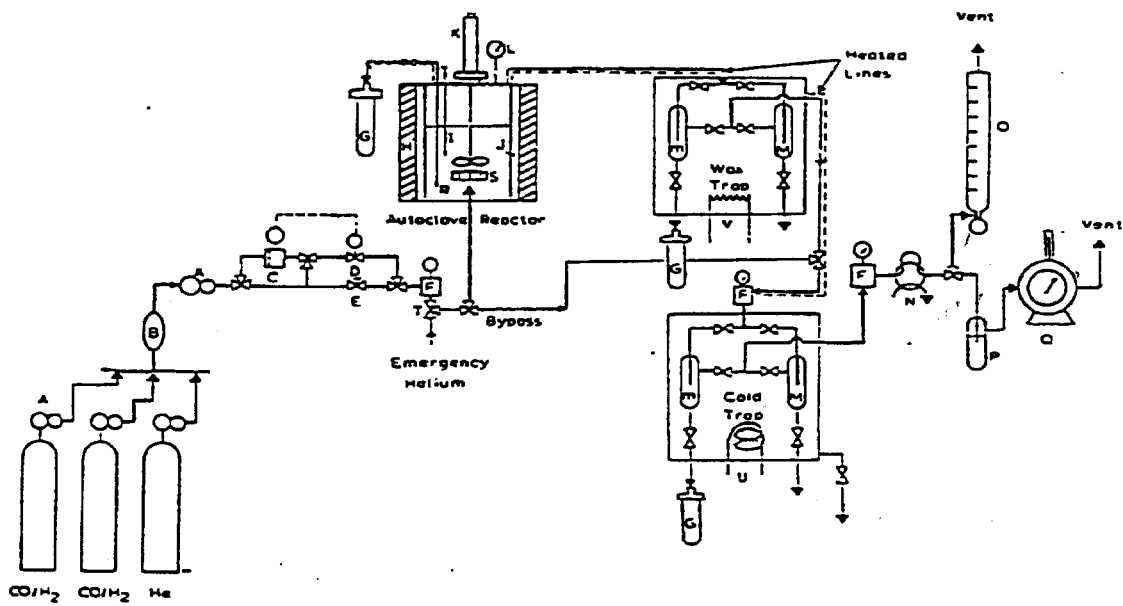 Vent
K
L
Heated
Lines
G
H
I
I
J
S
R
Autoclave Reactor
E
M
Wax
Trap
V
G
O
Vent
A
C
D
E
F
T
Bypass
Emergency
Helium
B
F
F
N
P
Q
E
M
Cold
Trap
U
G
A
CO/H2 CO/H2 He